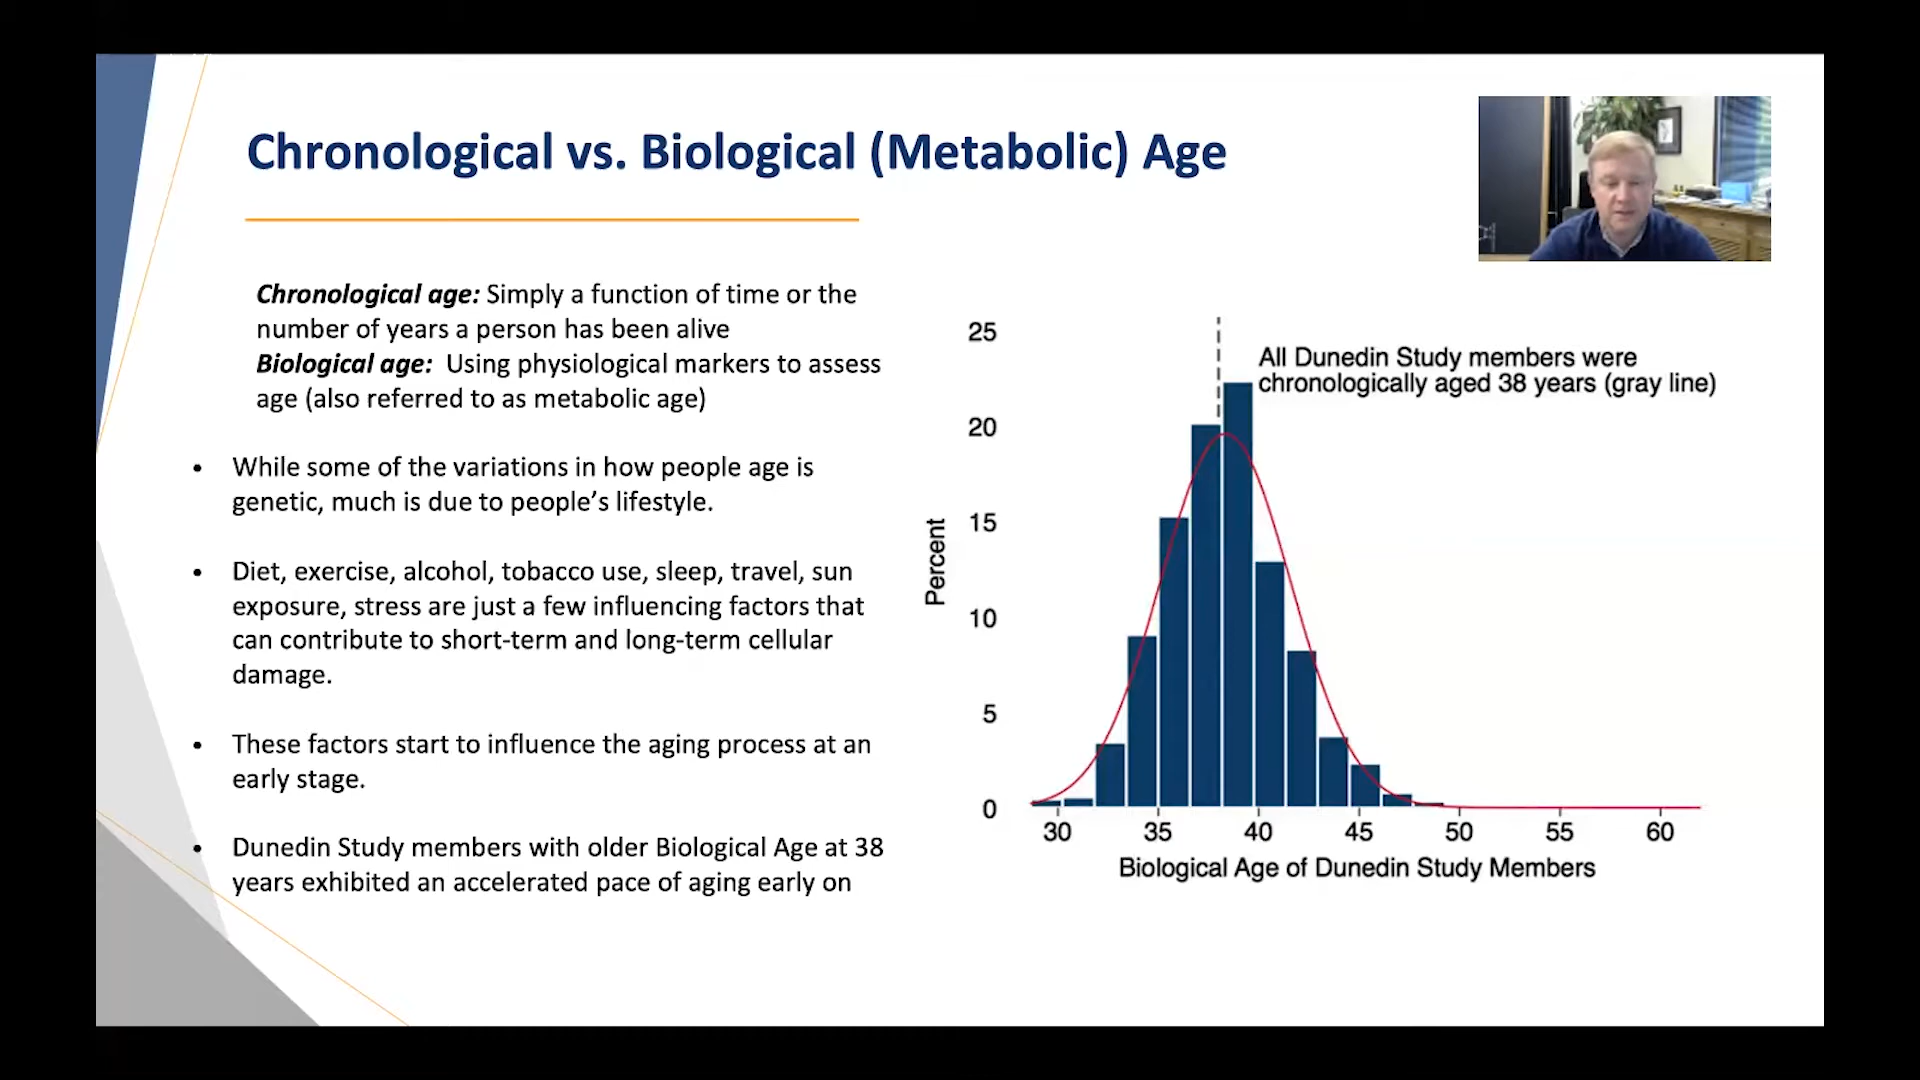 Chronological vs. Biological (Metabolic) Age
Chronological age: Simply a function of time or the
number of years a person has been alive
Biological age: Using physiological markers to assess
age (also referred to as metabolic age)
• While some of the variations in how people age is
genetic, much is due to people’s lifestyle.
• Diet, exercise, alcohol, tobacco use, sleep, travel, sun
exposure, stress are just a few influencing factors that
can contribute to short-term and long-term cellular
damage.
• These factors start to influence the aging process at an
early stage.
• Dunedin Study members with older Biological Age at 38
years exhibited an accelerated pace of aging early on
All Dunedin Study members were
chronologically aged 38 years (gray line)
Percent
25
20
15
10
5
0
30 35 40 45 50 55 60
Biological Age of Dunedin Study Members